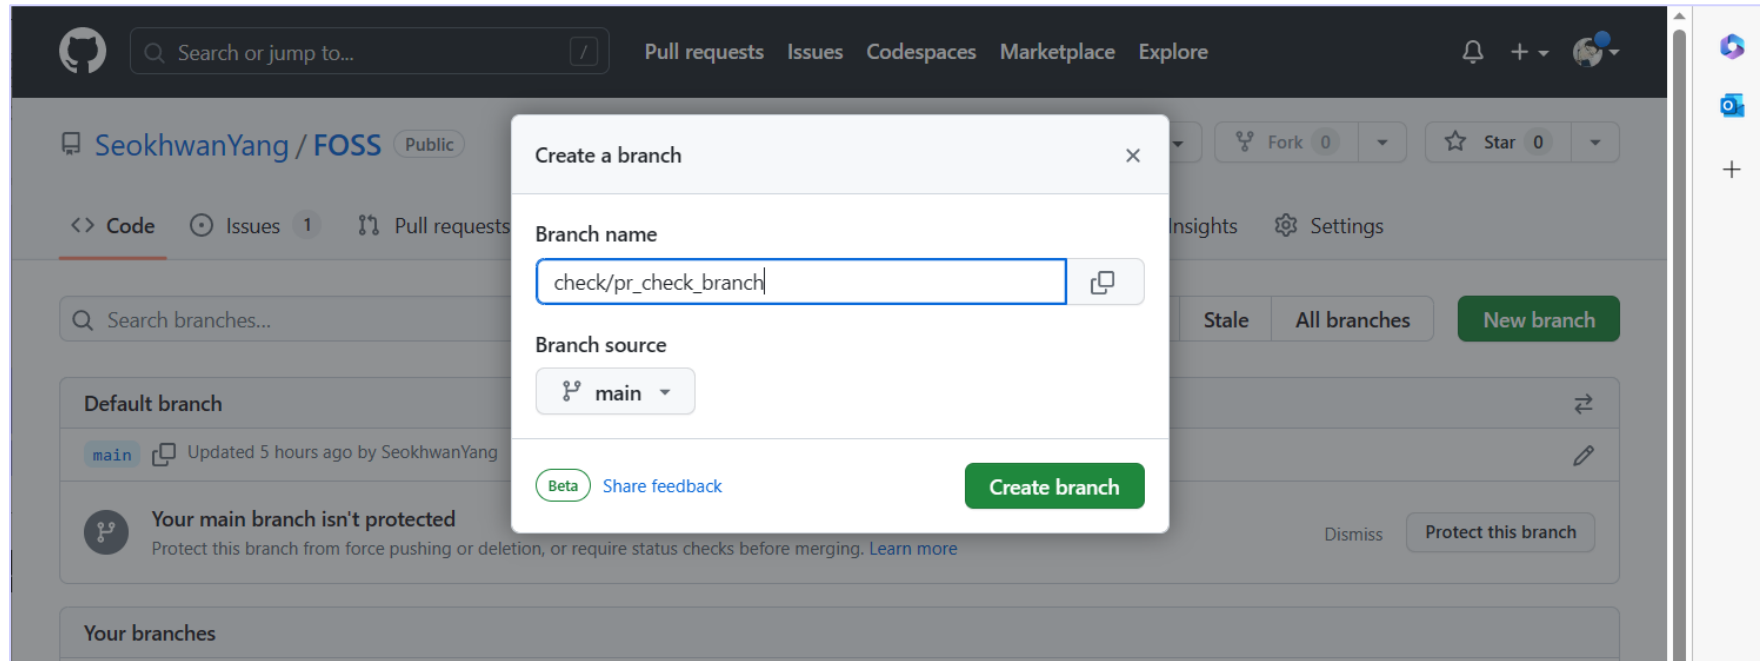 Search or jump to... / Pull requests Issues Codespaces Marketplace Explore
SeokhwanYang / FOSS Public Fork 0 Star 0
Code Issues 1 Pull requests Insights Settings
Create a branch
Branch name
check/pr_check_branch
Branch source
main
Beta Share feedback Create branch
Search branches... Stale All branches New branch
Default branch
main Updated 5 hours ago by SeokhwanYang
Your main branch isn't protected
Protect this branch from force pushing or deletion, or require status checks before merging. Learn more
Dismiss Protect this branch
Your branches